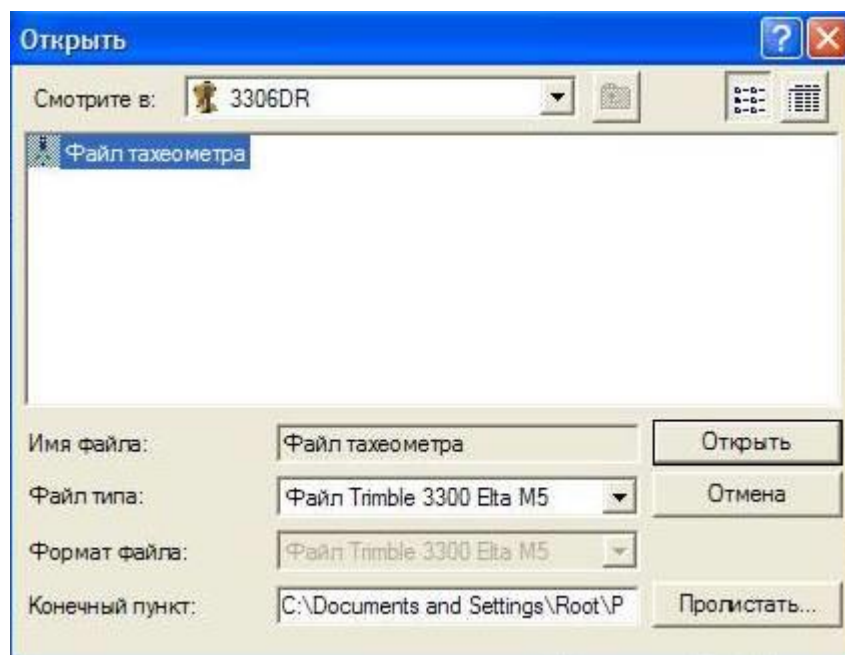 Открыть
Смотрите в: 3306DR
Файл тахеометра
Имя файла: Файл тахеометра Открыть
Файл типа: Файл Trimble 3300 Elta M5 Отмена
Формат файла: Файл Trimble 3300 Elta M5
Конечный пункт: C:\Documents and Settings\Root\P Пролистать...